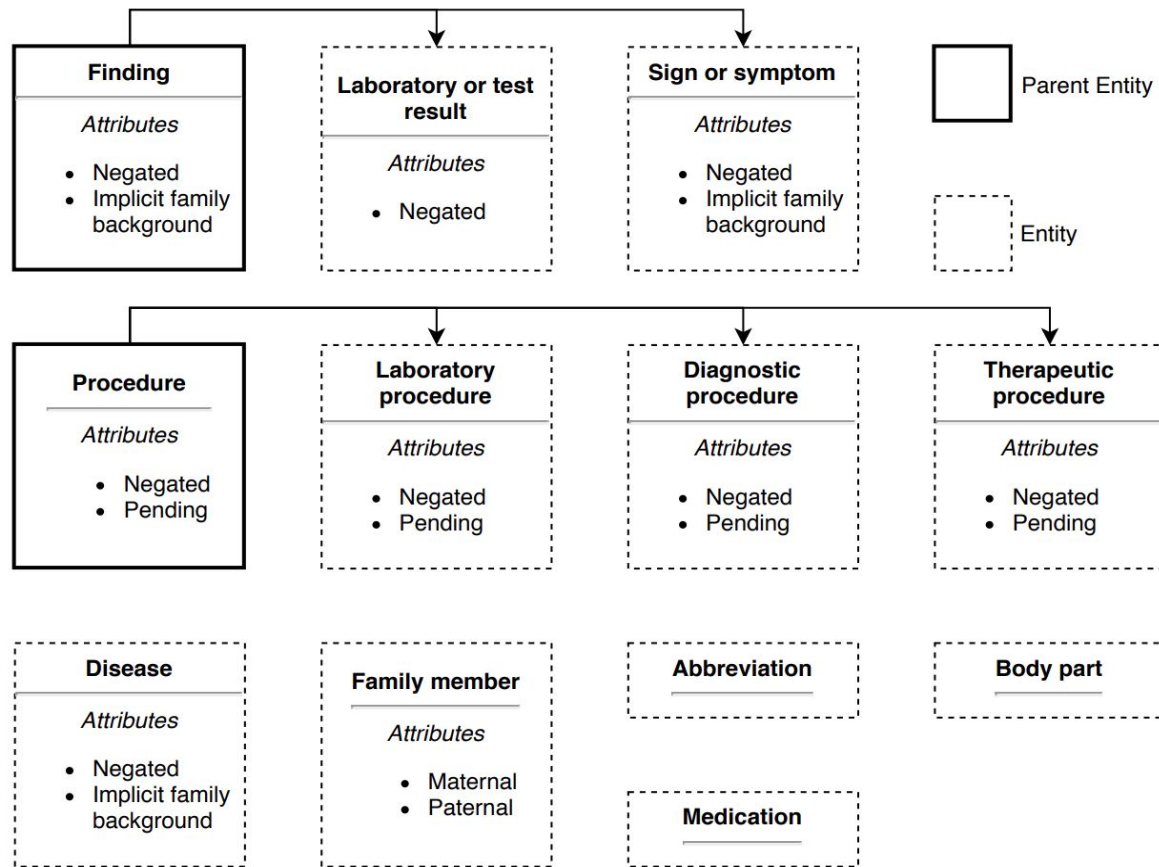 Finding
Attributes
• Negated
• Implicit family
background
Laboratory or test
result
Attributes
• Negated
Sign or symptom
Attributes
• Negated
• Implicit family
background
Parent Entity
Entity
Procedure
Attributes
• Negated
• Pending
Laboratory
procedure
Attributes
• Negated
• Pending
Diagnostic
procedure
Attributes
• Negated
• Pending
Therapeutic
procedure
Attributes
• Negated
• Pending
Disease
Attributes
• Negated
• Implicit family
background
Family member
Attributes
• Maternal
• Paternal
Abbreviation
Body part
Medication